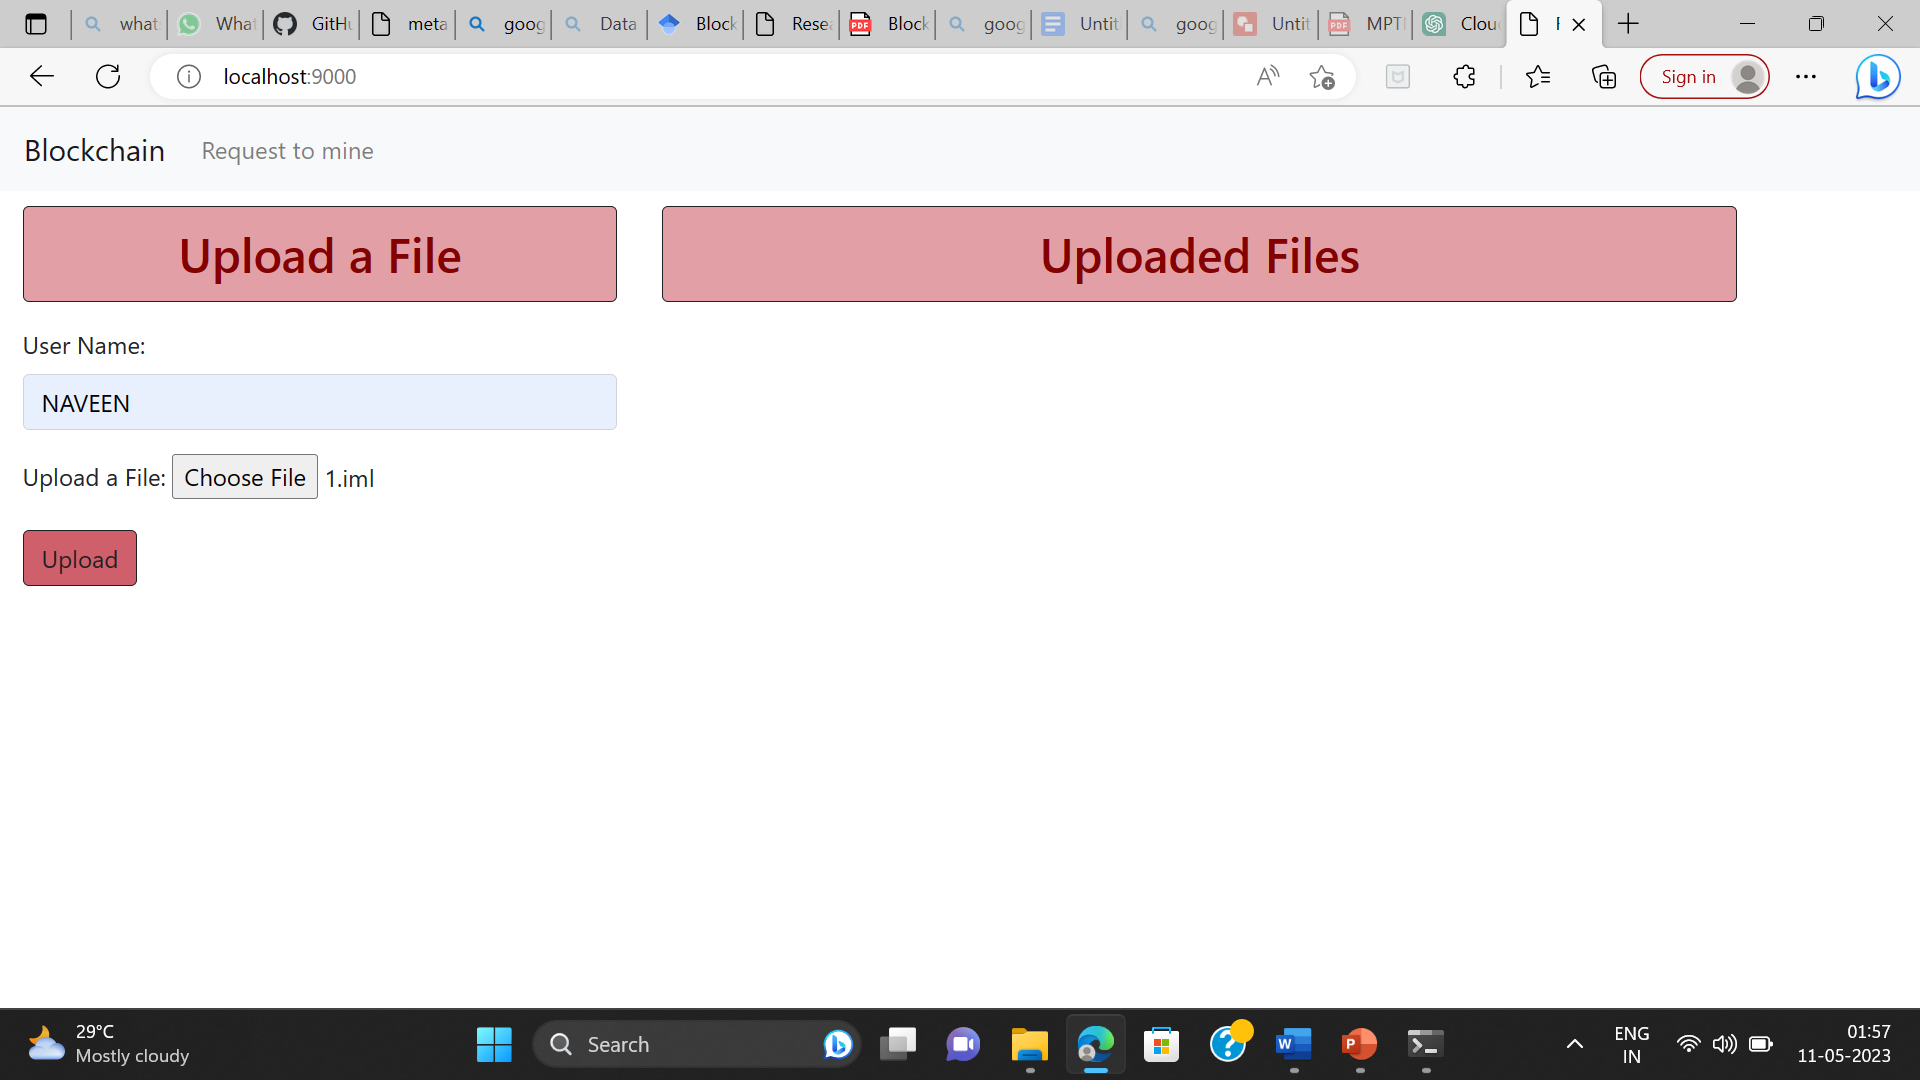 what
What
GitHu
meta
goog
Data
Block
Resea
Block
goog
Untit
goog
Untit
MPTI
Clou
localhost:9000
Sign in
Blockchain
Request to mine
Upload a File
Uploaded Files
User Name:
NAVEEN
Upload a File: Choose File 1.iml
Upload
29°C
Mostly cloudy
Search
ENG
IN
01:57
11-05-2023